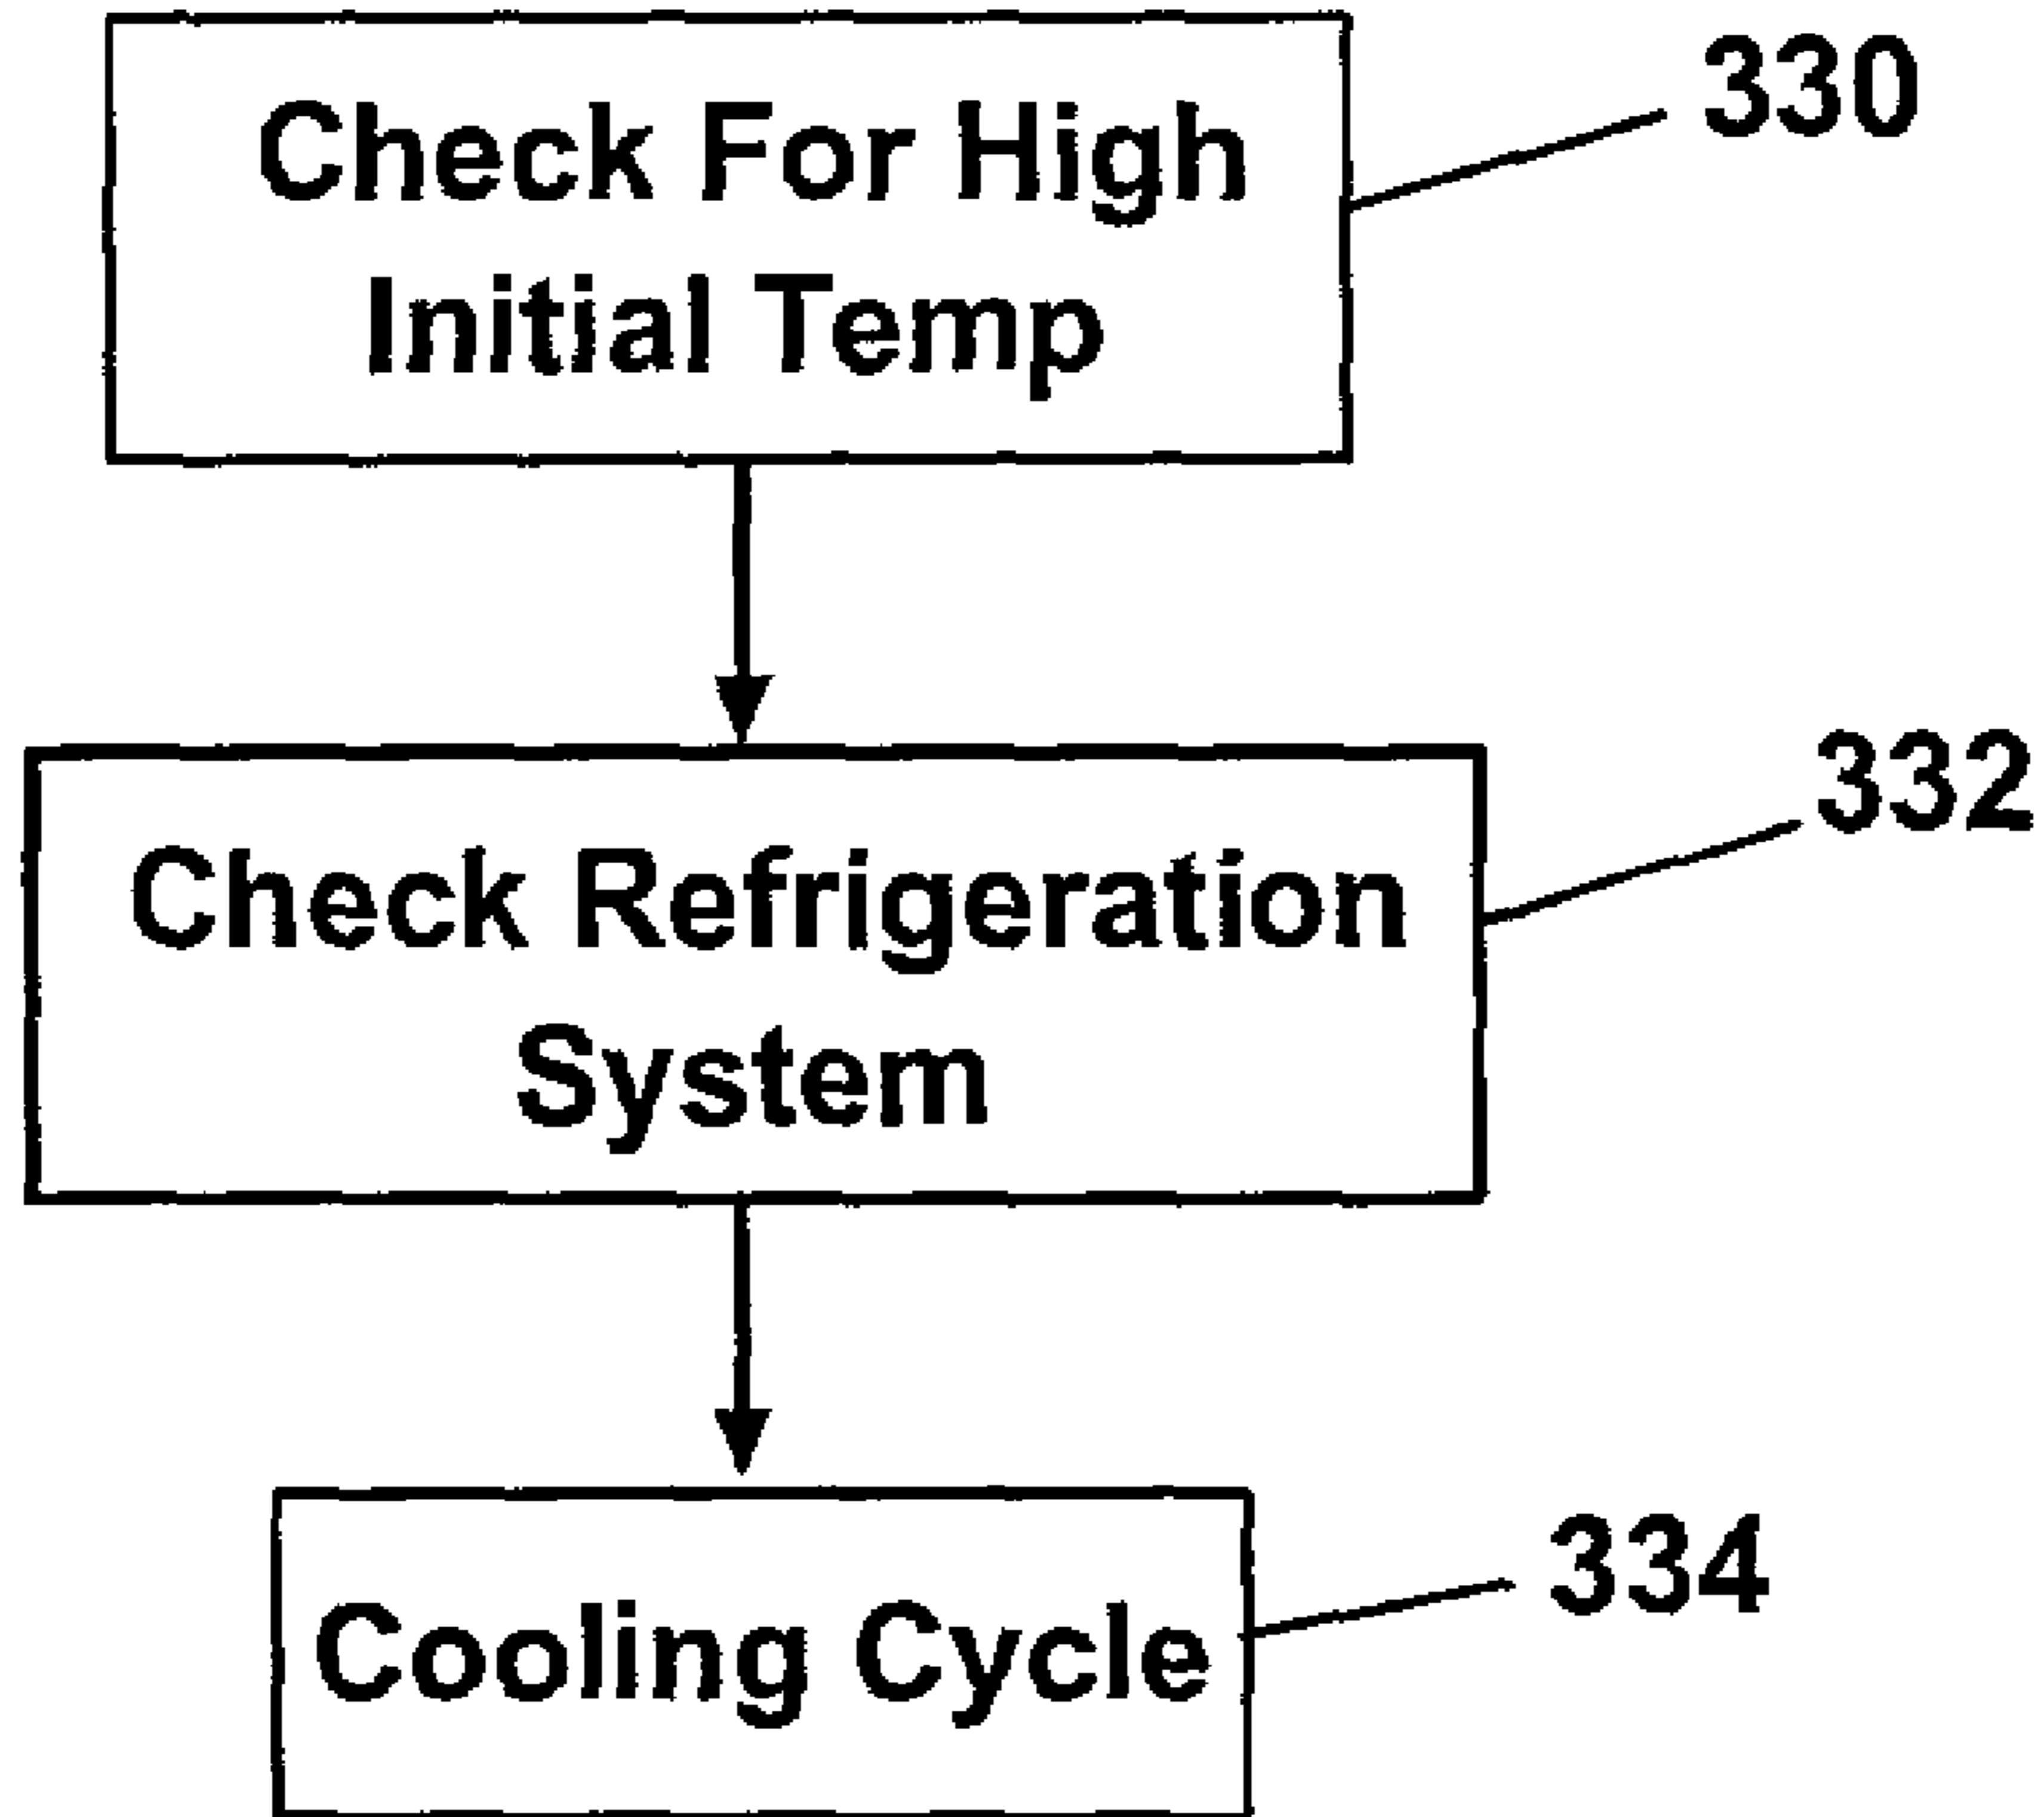 Check For High
Initial Temp
330
Check Refrigeration
System
332
Cooling Cycle
334